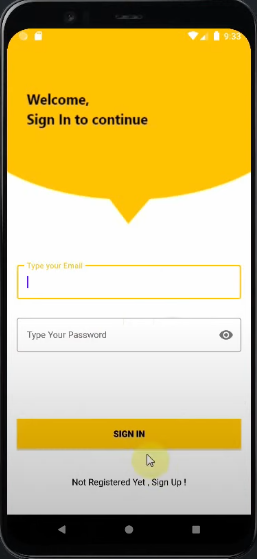 9:33
Welcome,
Sign In to continue
Type your Email
Type Your Password
SIGN IN
Not Registered Yet , Sign Up !